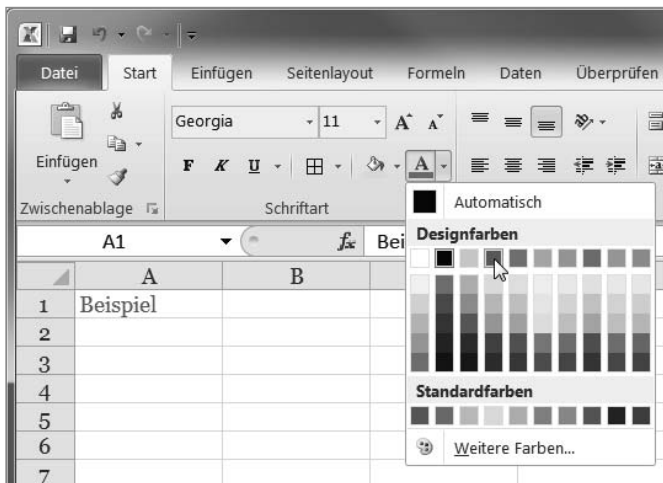 Datei Start Einfügen Seitenlayout Formeln Daten Überprüfen
Georgia 11 A A
Einfügen F K U A
Zwischenablage Schriftart
Automatisch
A1 fx Bei
Designfarben
A B
1 Beispiel
2
3
4
Standardfarben
5
6 Weitere Farben...
7